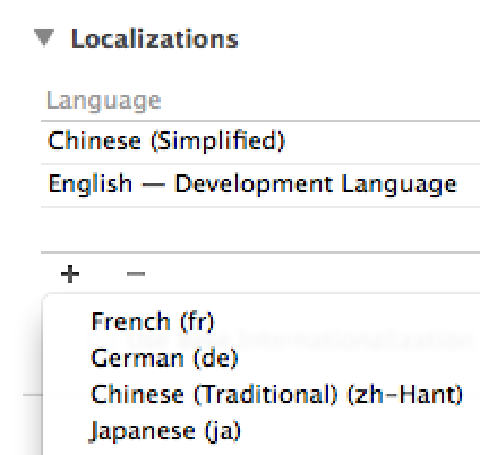 Localizations
Language
Chinese (Simplified)
English — Development Language
+ −
French (fr)
German (de)
Chinese (Traditional) (zh-Hant)
Japanese (ja)